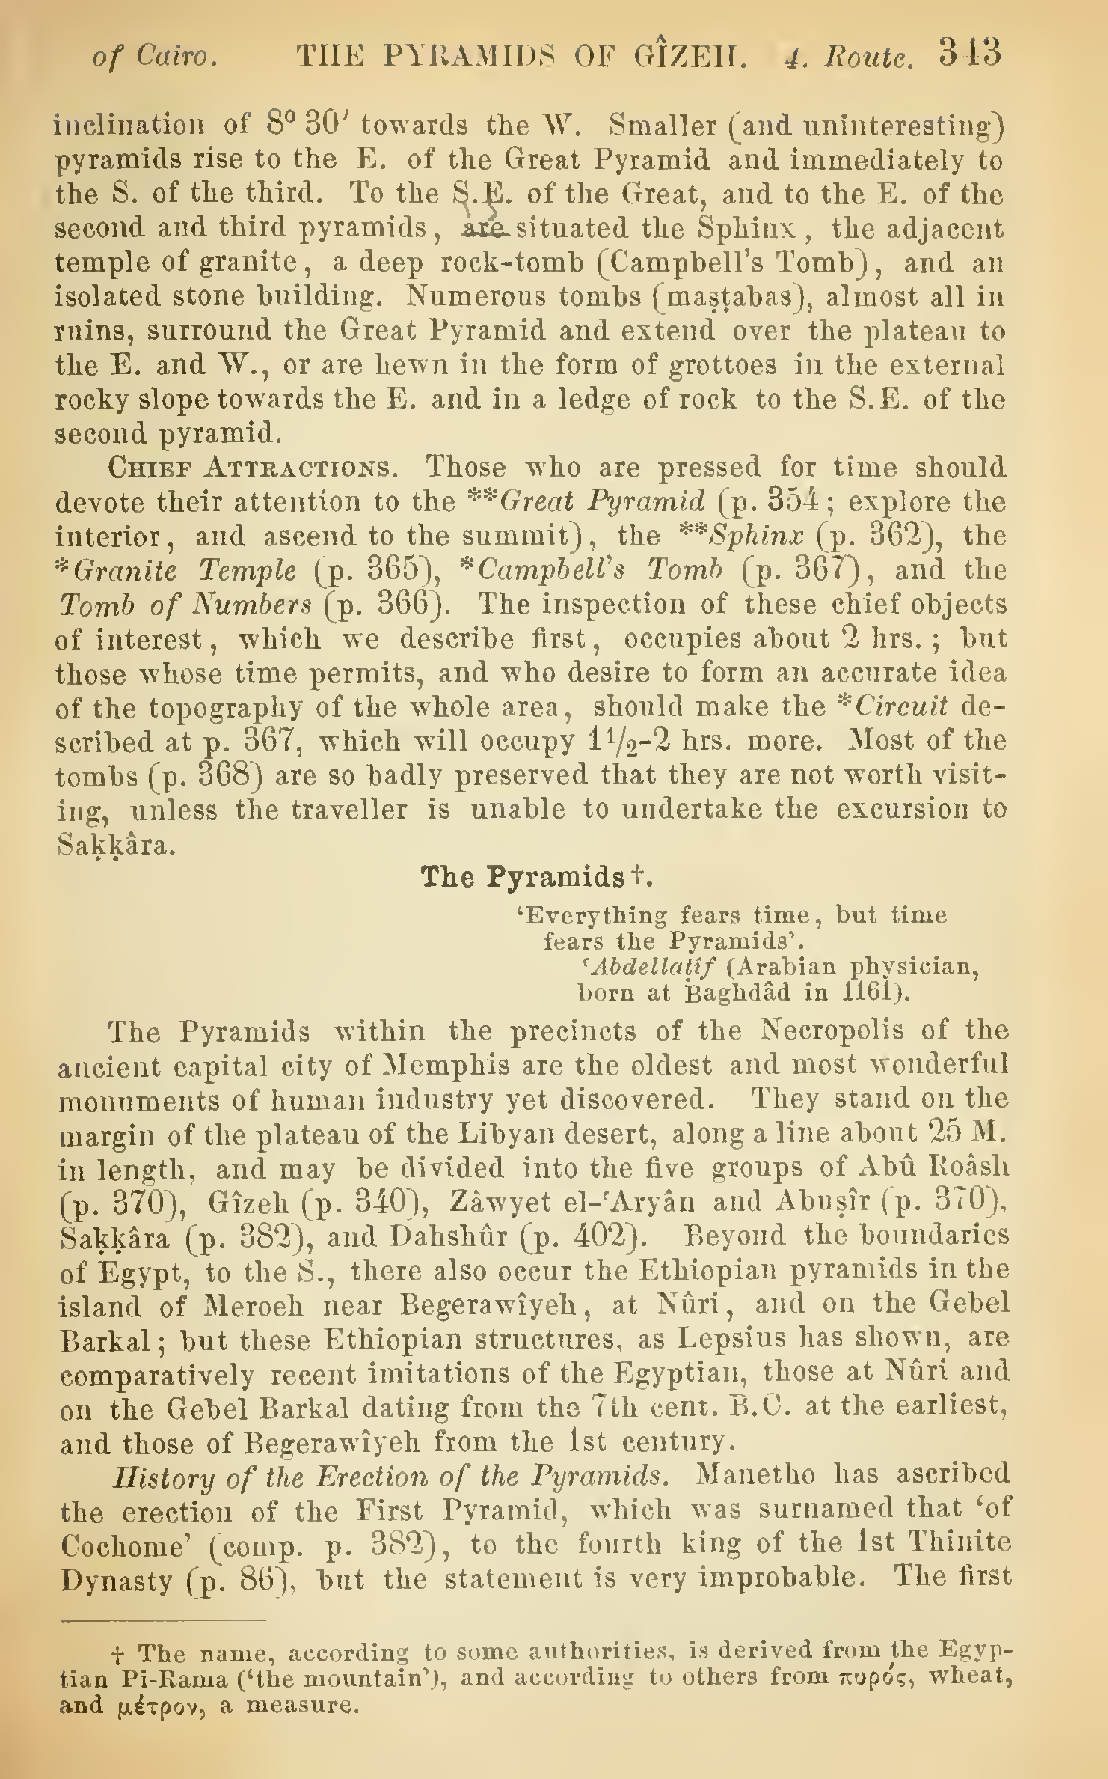 of Cairo. THE PYRAMIDS OF GÎZEH. 4. Route. 343
inclination of 8° 30′ towards the W. Smaller (and uninteresting)
pyramids rise to the E. of the Great Pyramid and immediately to
the S. of the third. To the S.E. of the Great, and to the E. of the
second and third pyramids, are situated the Sphinx, the adjacent
temple of granite, a deep rock-tomb (Campbell's Tomb), and an
isolated stone building. Numerous tombs (maṣṭabas), almost all in
ruins, surround the Great Pyramid and extend over the plateau to
the E. and W., or are hewn in the form of grottoes in the external
rocky slope towards the E. and in a ledge of rock to the S.E. of the
second pyramid.
CHIEF ATTRACTIONS. Those who are pressed for time should
devote their attention to the **Great Pyramid (p. 354; explore the
interior, and ascend to the summit), the **Sphinx (p. 362), the
*Granite Temple (p. 365), *Campbell's Tomb (p. 367), and the
Tomb of Numbers (p. 366). The inspection of these chief objects
of interest, which we describe first, occupies about 2 hrs.; but
those whose time permits, and who desire to form an accurate idea
of the topography of the whole area, should make the *Circuit de-
scribed at p. 367, which will occupy 1½-2 hrs. more. Most of the
tombs (p. 368) are so badly preserved that they are not worth visit-
ing, unless the traveller is unable to undertake the excursion to
Saḳḳâra.
The Pyramids †.
'Everything fears time, but time
fears the Pyramids'.
ʿAbdellaṭîf (Arabian physician,
born at Baghdâd in 1161).
The Pyramids within the precincts of the Necropolis of the
ancient capital city of Memphis are the oldest and most wonderful
monuments of human industry yet discovered. They stand on the
margin of the plateau of the Libyan desert, along a line about 25 M.
in length, and may be divided into the five groups of Abû Roâsh
(p. 370), Gîzeh (p. 340), Zâwyet el-ʿAryân and Abuṣîr (p. 370),
Saḳḳâra (p. 382), and Dahshûr (p. 402). Beyond the boundaries
of Egypt, to the S., there also occur the Ethiopian pyramids in the
island of Meroeh near Begerawîyeh, at Nûri, and on the Gebel
Barkal; but these Ethiopian structures, as Lepsius has shown, are
comparatively recent imitations of the Egyptian, those at Nûri and
on the Gebel Barkal dating from the 7th cent. B.C. at the earliest,
and those of Begerawîyeh from the 1st century.
History of the Erection of the Pyramids. Manetho has ascribed
the erection of the First Pyramid, which was surnamed that 'of
Cochome' (comp. p. 382), to the fourth king of the 1st Thinite
Dynasty (p. 86), but the statement is very improbable. The first
† The name, according to some authorities, is derived from the Egyp-
tian Pi-Rama ('the mountain'), and according to others from πυρός, wheat,
and μέτρον, a measure.